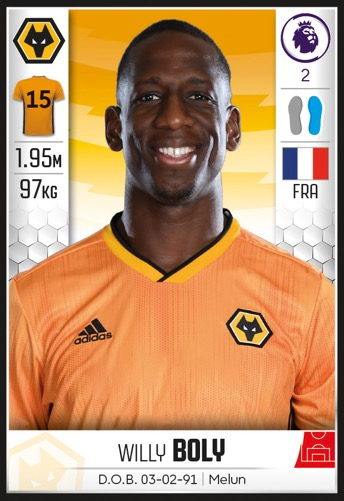 15
2
1.95M
97KG
FRA
adidas
WILLY BOLY
D.O.B. 03-02-91 | Melun